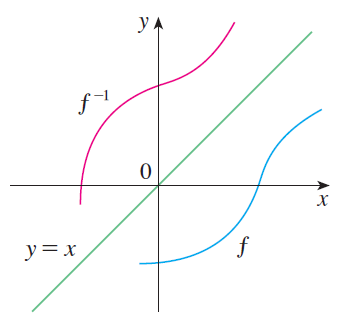 y
f⁻¹
0
x
y = x
f